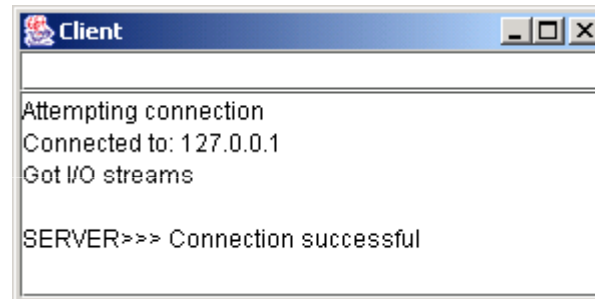 Client
Attempting connection
Connected to: 127.0.0.1
Got I/O streams
SERVER>>> Connection successful